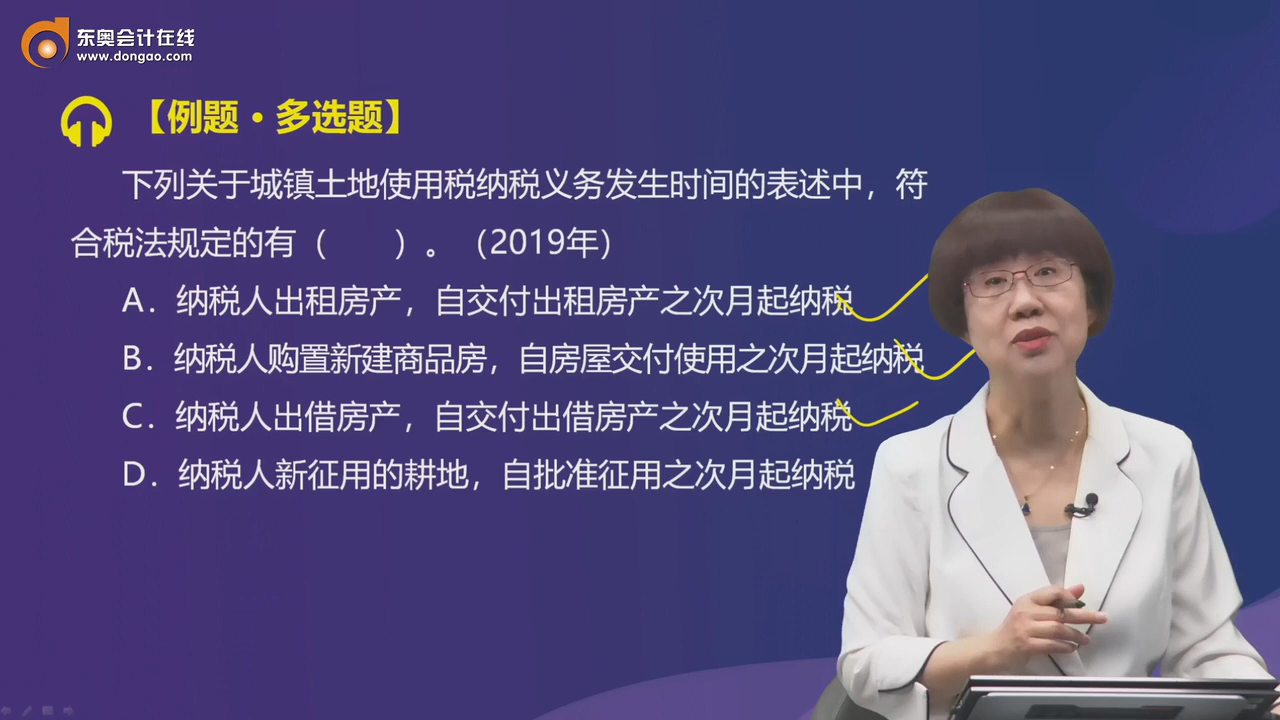 东奥会计在线
www.dongao.com
【例题·多选题】
下列关于城镇土地使用税纳税义务发生时间的表述中，符
合税法规定的有（　　）。（2019年）
A．纳税人出租房产，自交付出租房产之次月起纳税
B．纳税人购置新建商品房，自房屋交付使用之次月起纳税
C．纳税人出借房产，自交付出借房产之次月起纳税
D．纳税人新征用的耕地，自批准征用之次月起纳税